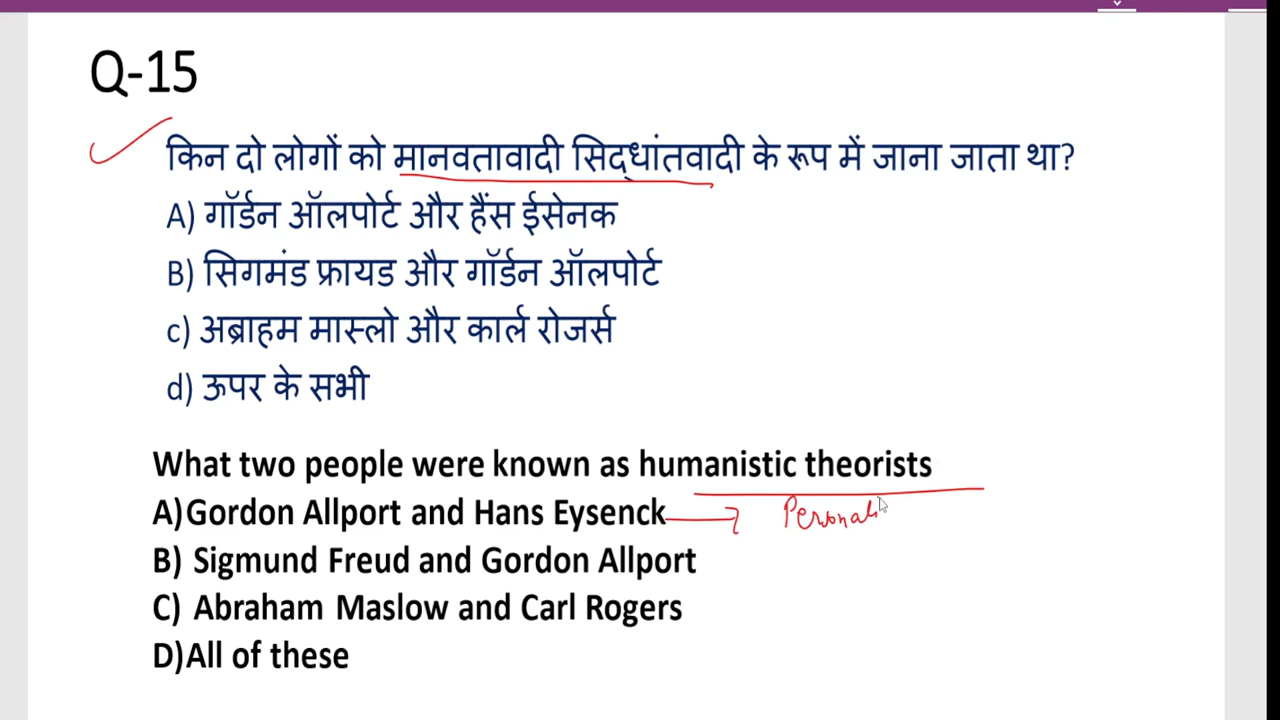 Q-15
किन दो लोगों को मानवतावादी सिद्धांतवादी के रूप में जाना जाता था?
A) गॉर्डन ऑलपोर्ट और हैंस ईसेनक
B) सिगमंड फ्रायड और गॉर्डन ऑलपोर्ट
c) अब्राहम मास्लो और कार्ल रोजर्स
d) ऊपर के सभी
What two people were known as humanistic theorists
A)Gordon Allport and Hans Eysenck → Personali
B) Sigmund Freud and Gordon Allport
C) Abraham Maslow and Carl Rogers
D)All of these